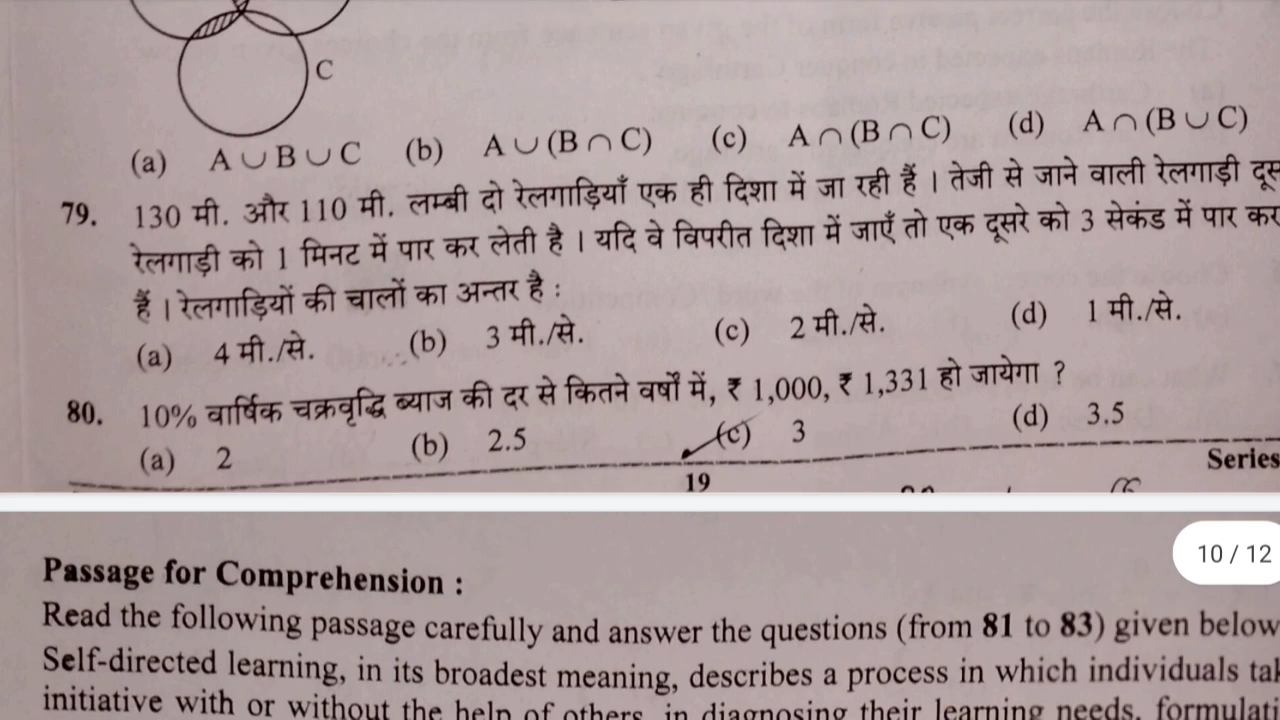 C
(a) A ∪ B ∪ C (b) A ∪ (B ∩ C) (c) A ∩ (B ∩ C) (d) A ∩ (B ∪ C)
79. 130 मी. और 110 मी. लम्बी दो रेलगाड़ियाँ एक ही दिशा में जा रही हैं । तेजी से जाने वाली रेलगाड़ी
रेलगाड़ी को 1 मिनट में पार कर लेती है । यदि वे विपरीत दिशा में जाएँ तो एक दूसरे को 3 सेकंड में पार कर
हैं । रेलगाड़ियों की चालों का अन्तर है :
(a) 4 मी./से. (b) 3 मी./से. (c) 2 मी./से. (d) 1 मी./से.
80. 10% वार्षिक चक्रवृद्धि ब्याज की दर से कितने वर्षों में, ₹ 1,000, ₹ 1,331 हो जायेगा ?
(a) 2 (b) 2.5 (c) 3 (d) 3.5
19 Series
10 / 12
Passage for Comprehension :
Read the following passage carefully and answer the questions (from 81 to 83) given below
Self-directed learning, in its broadest meaning, describes a process in which individuals
initiative with or without the help of others, in diagnosing their learning needs,